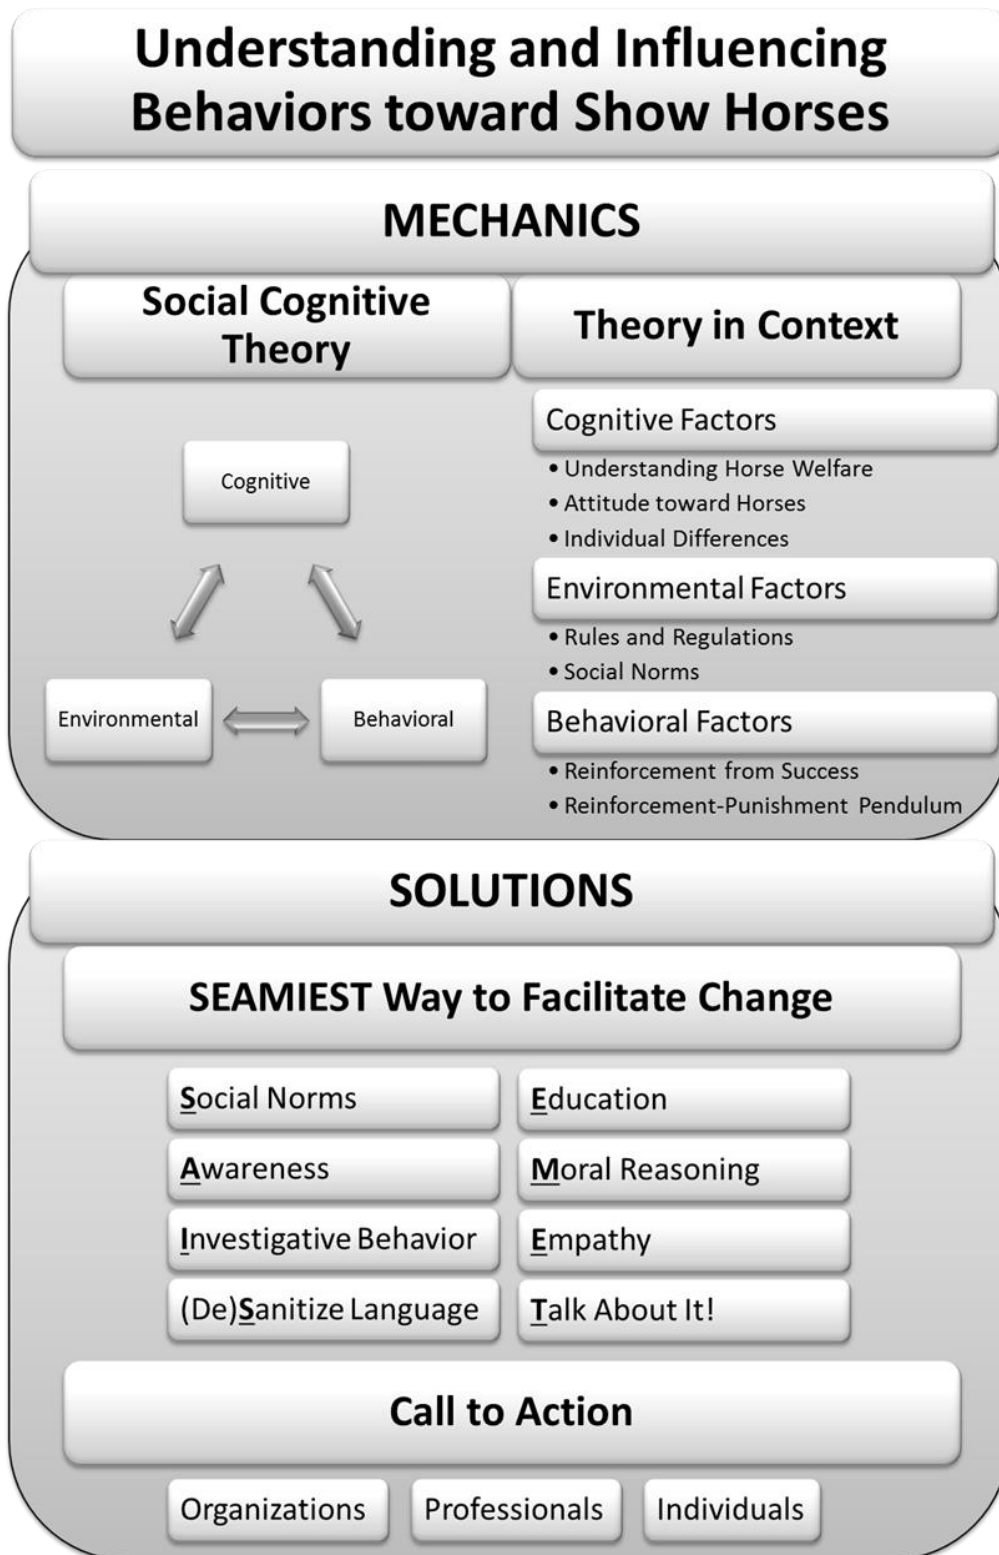 Understanding and Influencing
Behaviors toward Show Horses
MECHANICS
Social Cognitive
Theory
Theory in Context
Cognitive
Environmental
Behavioral
Cognitive Factors
• Understanding Horse Welfare
• Attitude toward Horses
• Individual Differences
Environmental Factors
• Rules and Regulations
• Social Norms
Behavioral Factors
• Reinforcement from Success
• Reinforcement-Punishment Pendulum
SOLUTIONS
SEAMIEST Way to Facilitate Change
Social Norms
Education
Awareness
Moral Reasoning
Investigative Behavior
Empathy
(De)Sanitize Language
Talk About It!
Call to Action
Organizations
Professionals
Individuals